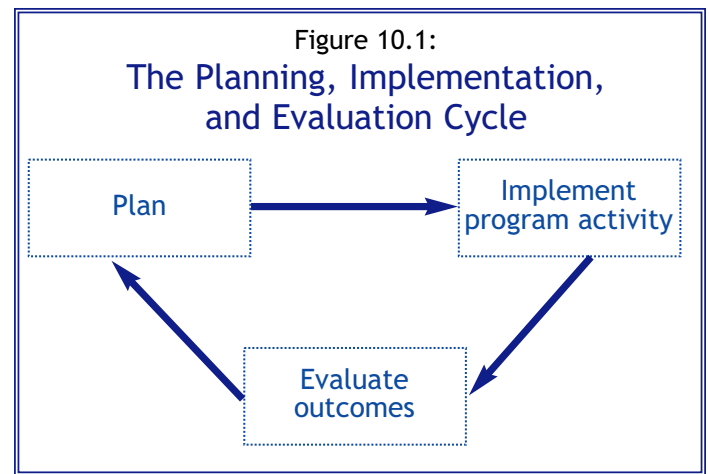 Figure 10.1:
The Planning, Implementation,
and Evaluation Cycle
Plan
Implement
program activity
Evaluate
outcomes